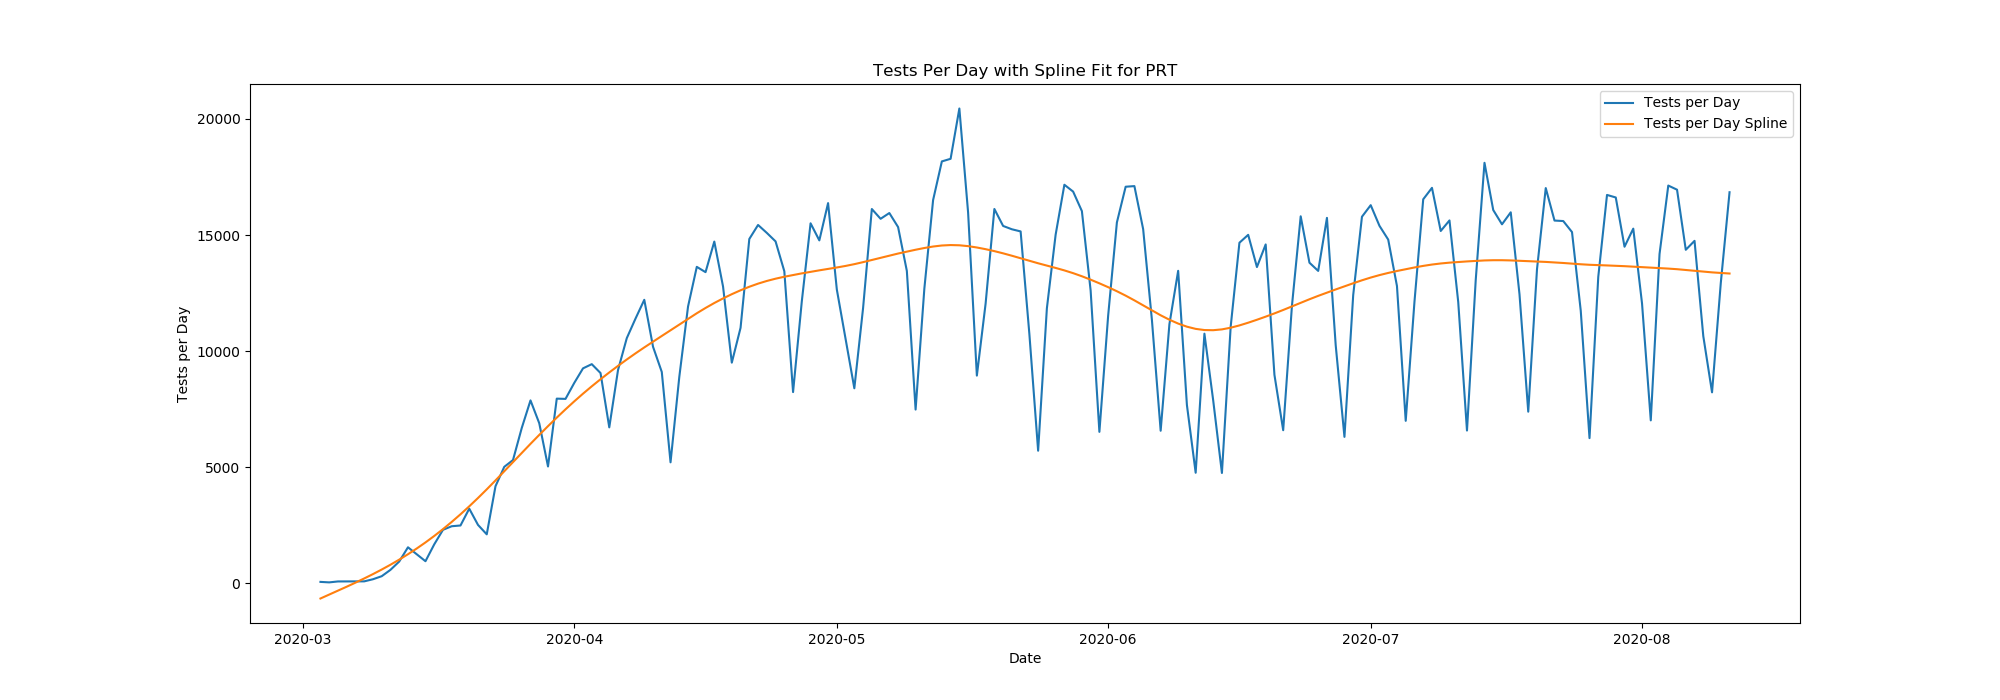 Tests Per Day with Spline Fit for PRT
Tests per Day
Tests per Day Spline
20000
15000
10000
5000
0
Tests per Day
2020-03
2020-04
2020-05
2020-06
2020-07
2020-08
Date